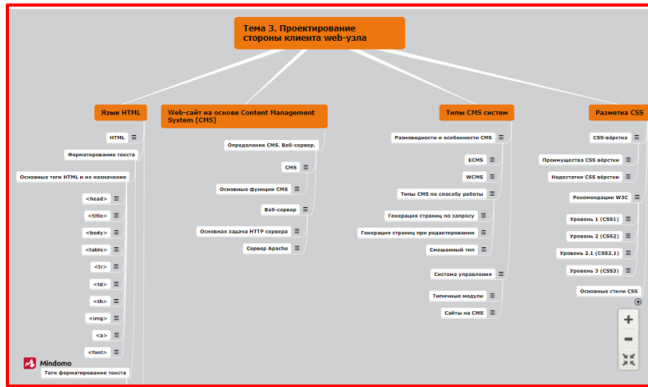 Тема 3. Проектирование
стороны клиента web-узла
Языки HTML
HTML
Форматирование текста
Основные теги HTML и их назначение
<head>
<title>
<body>
<table>
<tr>
<td>
<th>
<img>
<a>
<font>
Теги форматирования текста
Web-сайт на основе Content Management
System (CMS)
Определение CMS. Веб-сервер.
CMS
Основные функции CMS
Веб-сервер
Основная задача HTTP сервера
Сервер Apache
Типы CMS систем
Разновидности и особенности CMS
ECMS
WCMS
Типы CMS по способу работы
Генерация страниц по запросу
Генерация страниц при редактировании
Смешанный тип
Система управления
Типичные модули
Сайты на CMS
Разметка CSS
CSS-вёрстка
Преимущества CSS вёрстки
Недостатки CSS вёрстки
Рекомендации W3C
Уровень 1 (CSS1)
Уровень 2 (CSS2)
Уровень 2.1 (CSS2.1)
Уровень 3 (CSS3)
Основные стили CSS
Mindomo